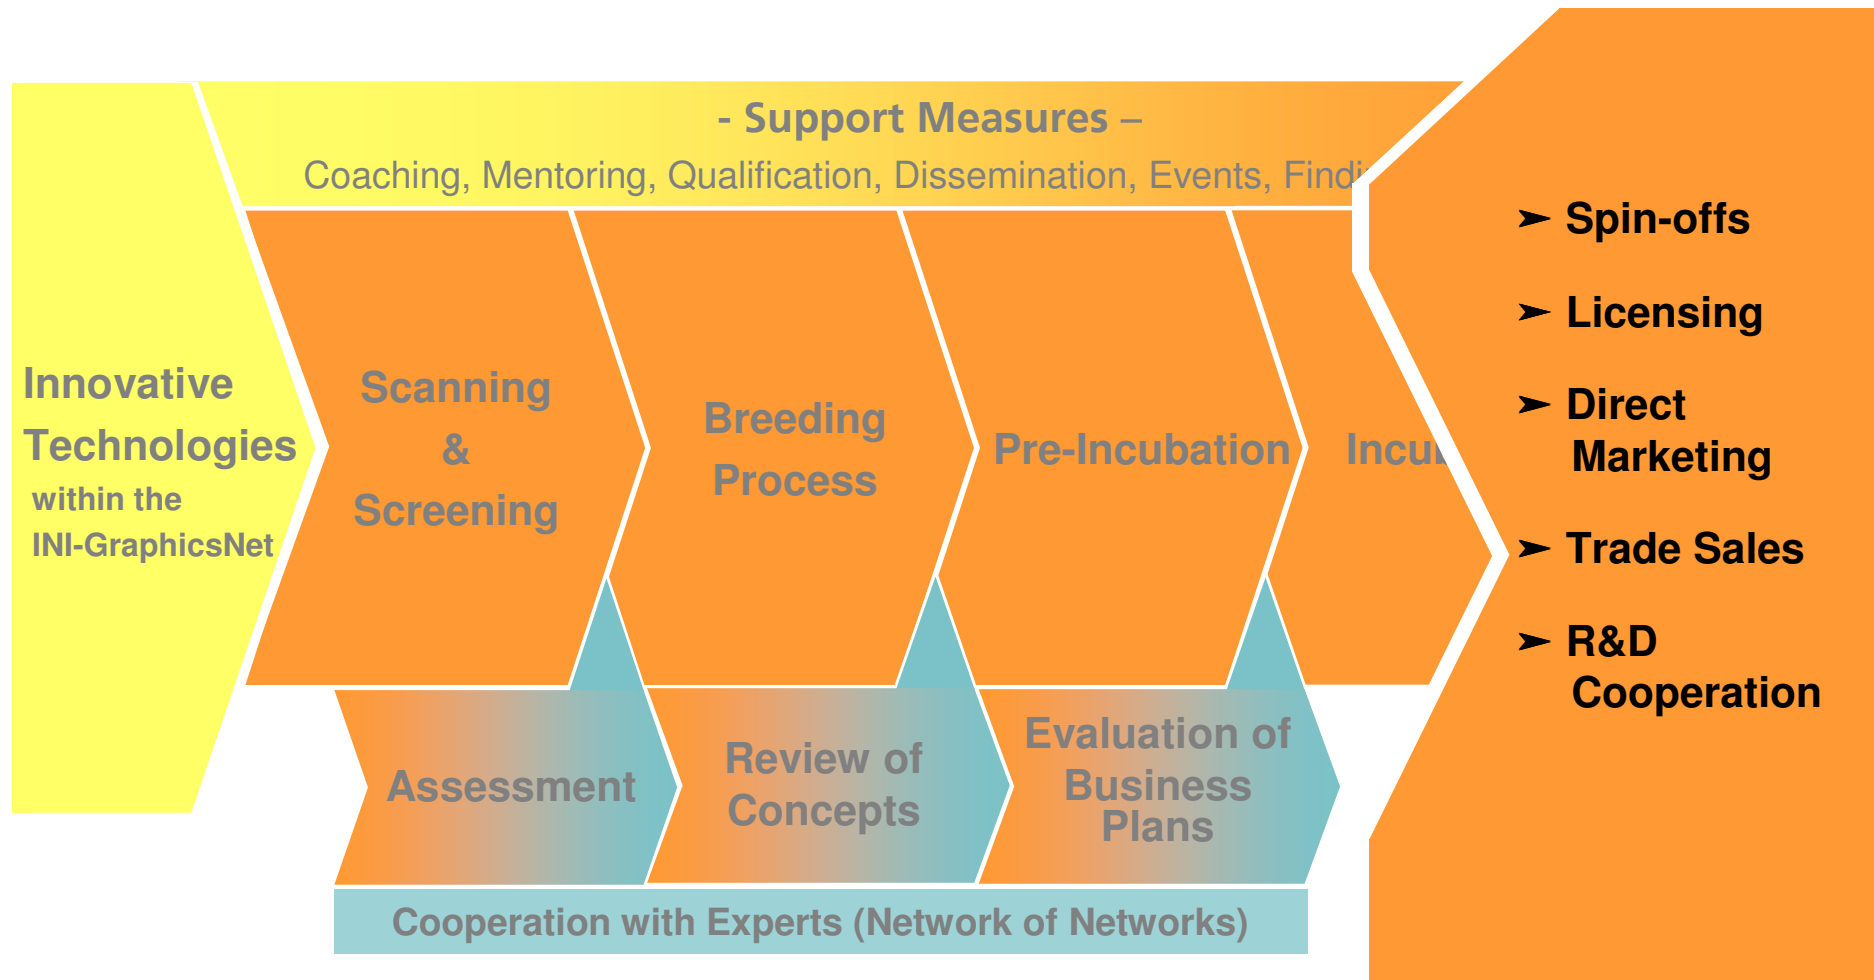 - Support Measures –
Coaching, Mentoring, Qualification, Dissemination, Events,
Innovative
Technologies
within the
INI-GraphicsNet
Scanning
&
Screening
Breeding
Process
Pre-Incubation
Assessment
Review of
Concepts
Evaluation of
Business
Plans
Cooperation with Experts (Network of Networks)
➤ Spin-offs
➤ Licensing
➤ Direct
Marketing
➤ Trade Sales
➤ R&D
Cooperation